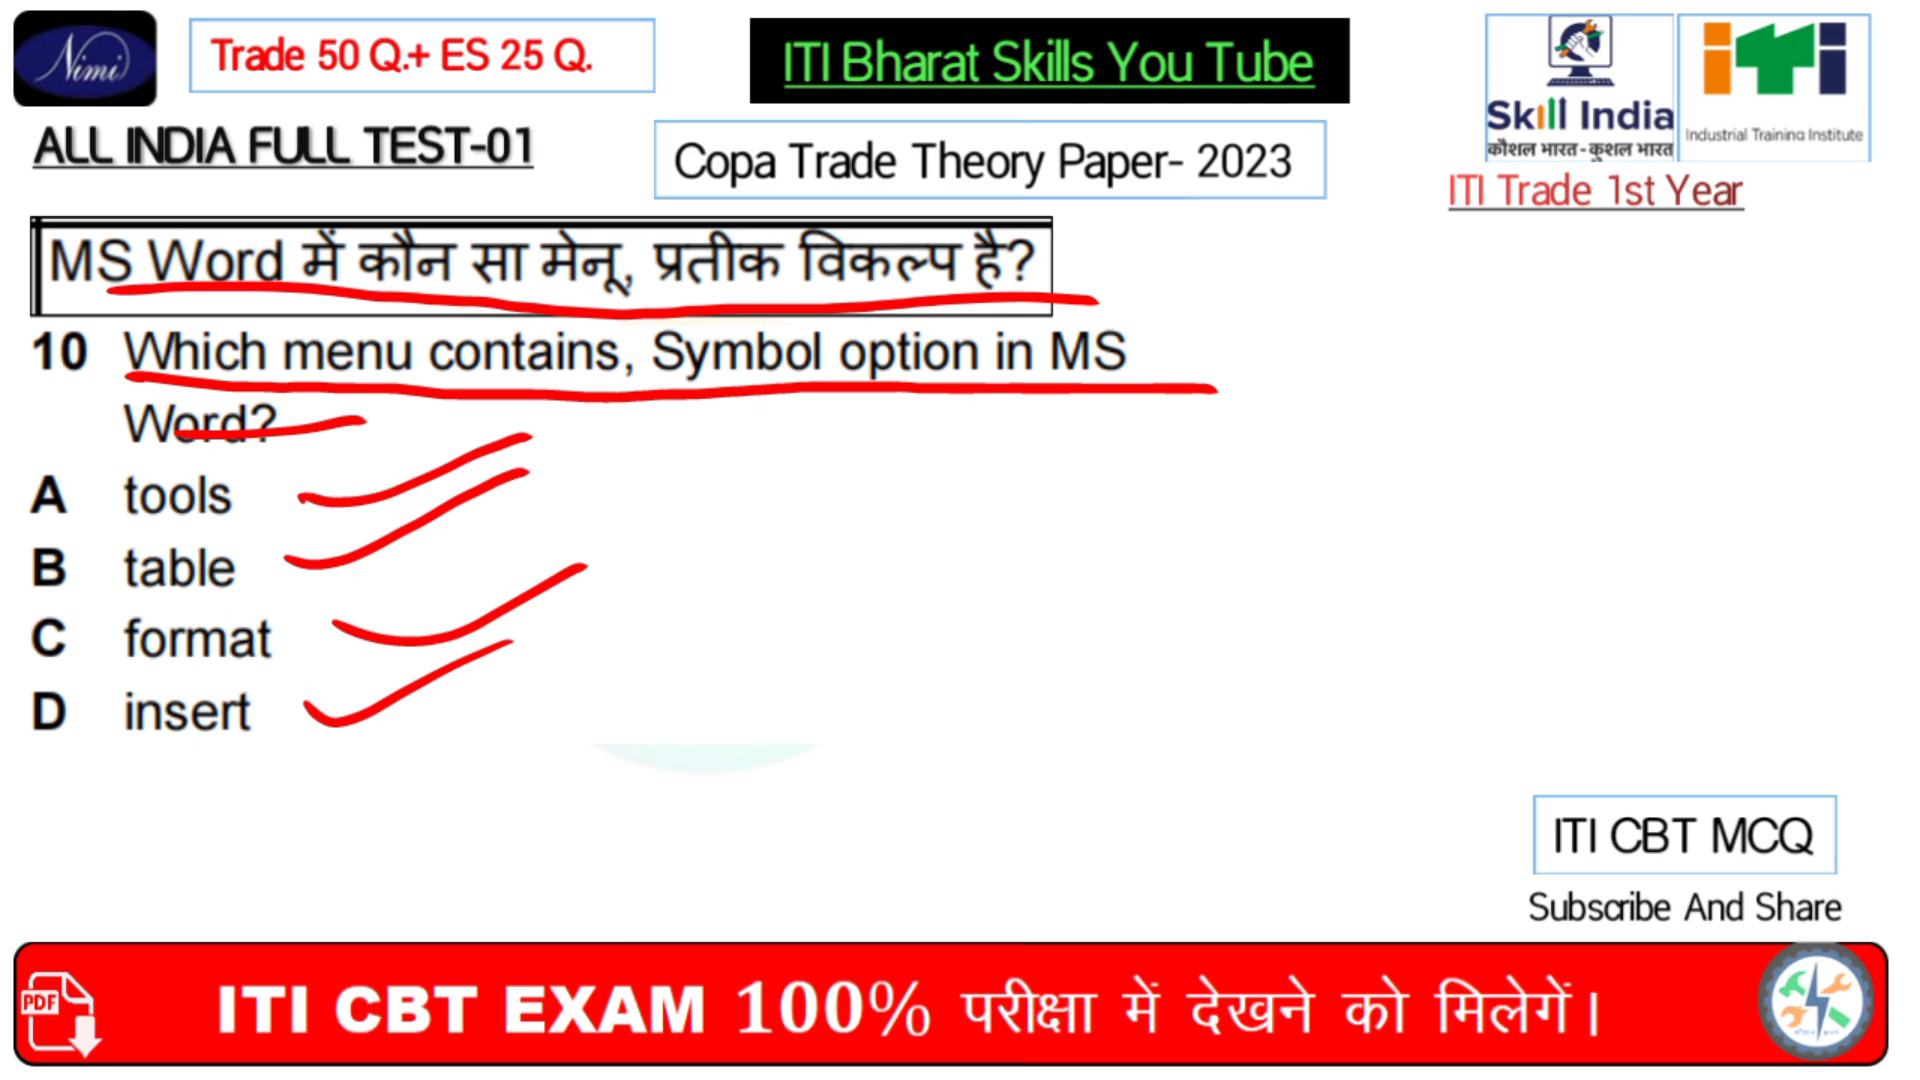 Nimi
Trade 50 Q.+ ES 25 Q.
ITI Bharat Skills You Tube
Skill India
कौशल भारत-कुशल भारत
iTi
Industrial Training Institute
ALL INDIA FULL TEST-01
Copa Trade Theory Paper- 2023
ITI Trade 1st Year
MS Word में कौन सा मेनू, प्रतीक विकल्प है?
10 Which menu contains, Symbol option in MS
Word?
A tools
B table
C format
D insert
ITI CBT MCQ
Subscribe And Share
PDF
ITI CBT EXAM 100% परीक्षा में देखने को मिलेगें।